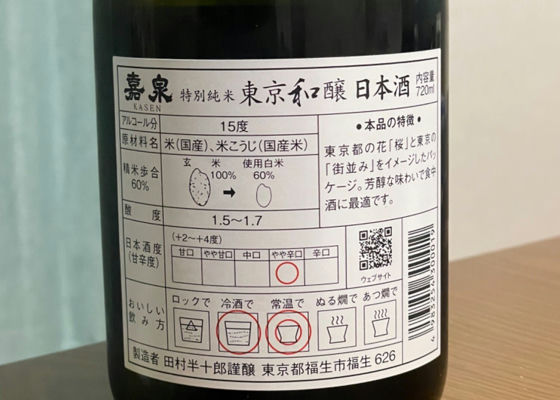 嘉泉
KASEN
特別純米 東京和醸 日本酒 内容量 720ml
アルコール分 15度
原材料名 米(国産)、米こうじ(国産米)
精米歩合 60%
玄米 100% 使用白米 60%
酸度 1.5~1.7
日本酒度 (甘辛度)
(+2~+4度)
甘口 やや甘口 中口 やや辛口 辛口
おいしい飲み方
ロックで 冷酒で 常温で ぬる燗で あつ燗で
•本品の特徴•
東京都の花「桜」と東京の
「街並み」をイメージしたパッ
ケージ。芳醇な味わいで食中
酒に最適です。
ウェブサイト
製造者 田村半十郎謹醸 東京都福生市福生 626